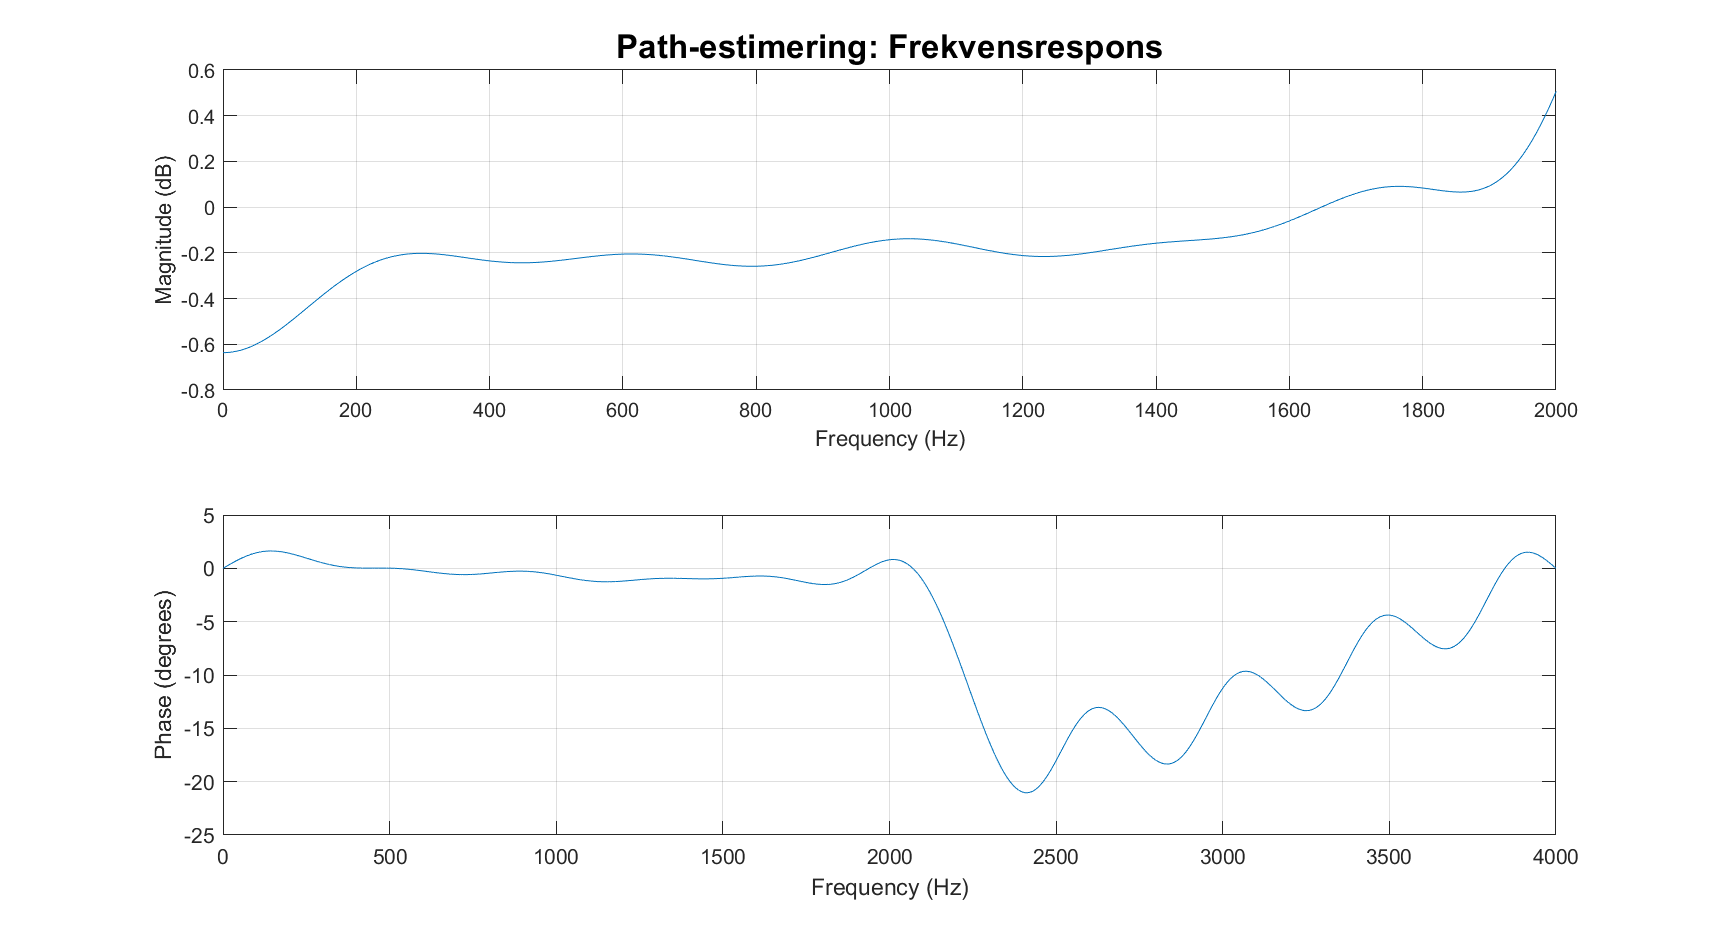 Path-estimering: Frekvensrespons
0.6
0.4
0.2
0
-0.2
-0.4
-0.6
-0.8
Magnitude (dB)
0 200 400 600 800 1000 1200 1400 1600 1800 2000
Frequency (Hz)
5
0
-5
-10
-15
-20
-25
Phase (degrees)
0 500 1000 1500 2000 2500 3000 3500 4000
Frequency (Hz)